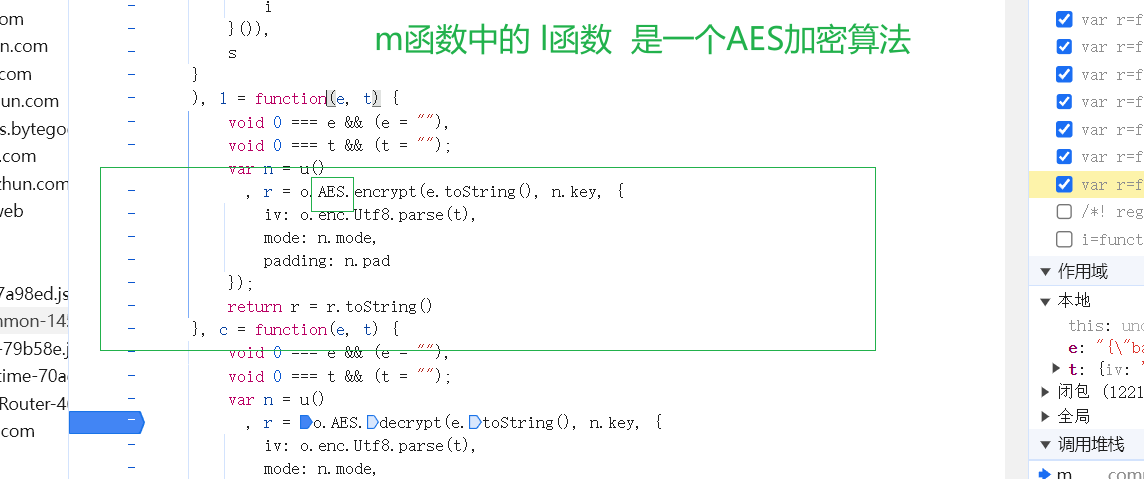 om
un.com
com
hun.com
s.bytego
.com
zhun.com
web
7a98ed.js
nmon-14
-79b58e.j
time-70a
Router-4
.com
i
}()),
s
}
), l = function(e, t) {
void 0 === e && (e = ""),
void 0 === t && (t = "");
var n = u()
, r = o.AES.encrypt(e.toString(), n.key, {
iv: o.enc.Utf8.parse(t),
mode: n.mode,
padding: n.pad
});
return r = r.toString()
}, c = function(e, t) {
void 0 === e && (e = ""),
void 0 === t && (t = "");
var n = u()
, r = o.AES.decrypt(e.toString(), n.key, {
iv: o.enc.Utf8.parse(t),
mode: n.mode,
m函数中的 l函数 是一个AES加密算法
var r=f
var r=f
var r=f
var r=f
var r=f
var r=f
var r=f
/*! reg
i=funct
作用域
本地
this: und
e: "{\"ba
t: {iv: "
闭包 (1221
全局
调用堆栈
m com